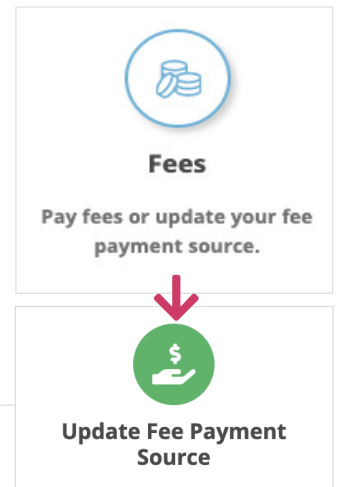 Fees
Pay fees or update your fee
payment source.
$
Update Fee Payment
Source